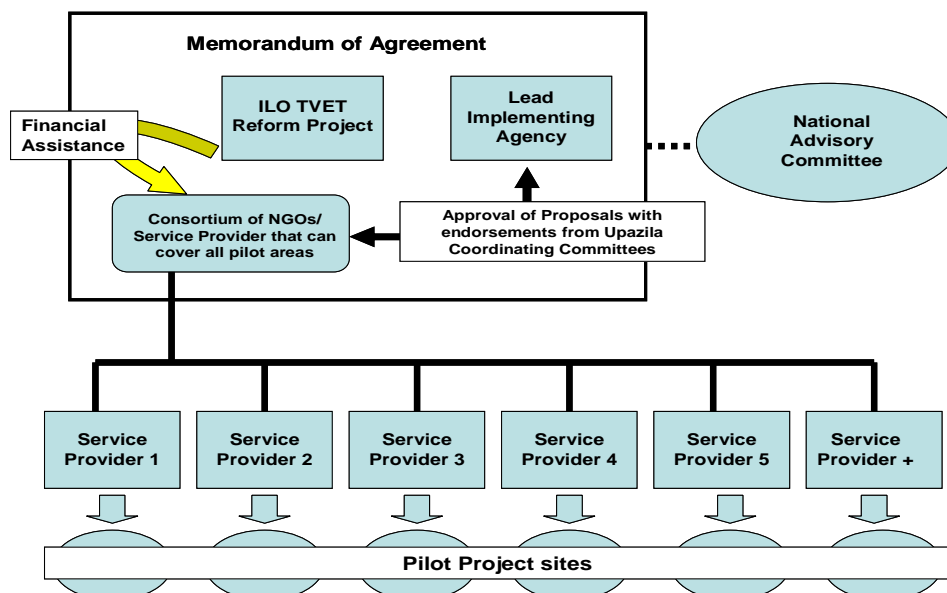 Memorandum of Agreement
ILO TVET
Reform Project
Lead
Implementing
Agency
Financial
Assistance
National
Advisory
Committee
Consortium of NGOs/
Service Provider that can
cover all pilot areas
Approval of Proposals with
endorsements from Upazila
Coordinating Committees
Service
Provider 1
Service
Provider 2
Service
Provider 3
Service
Provider 4
Service
Provider 5
Service
Provider +
Pilot Project sites